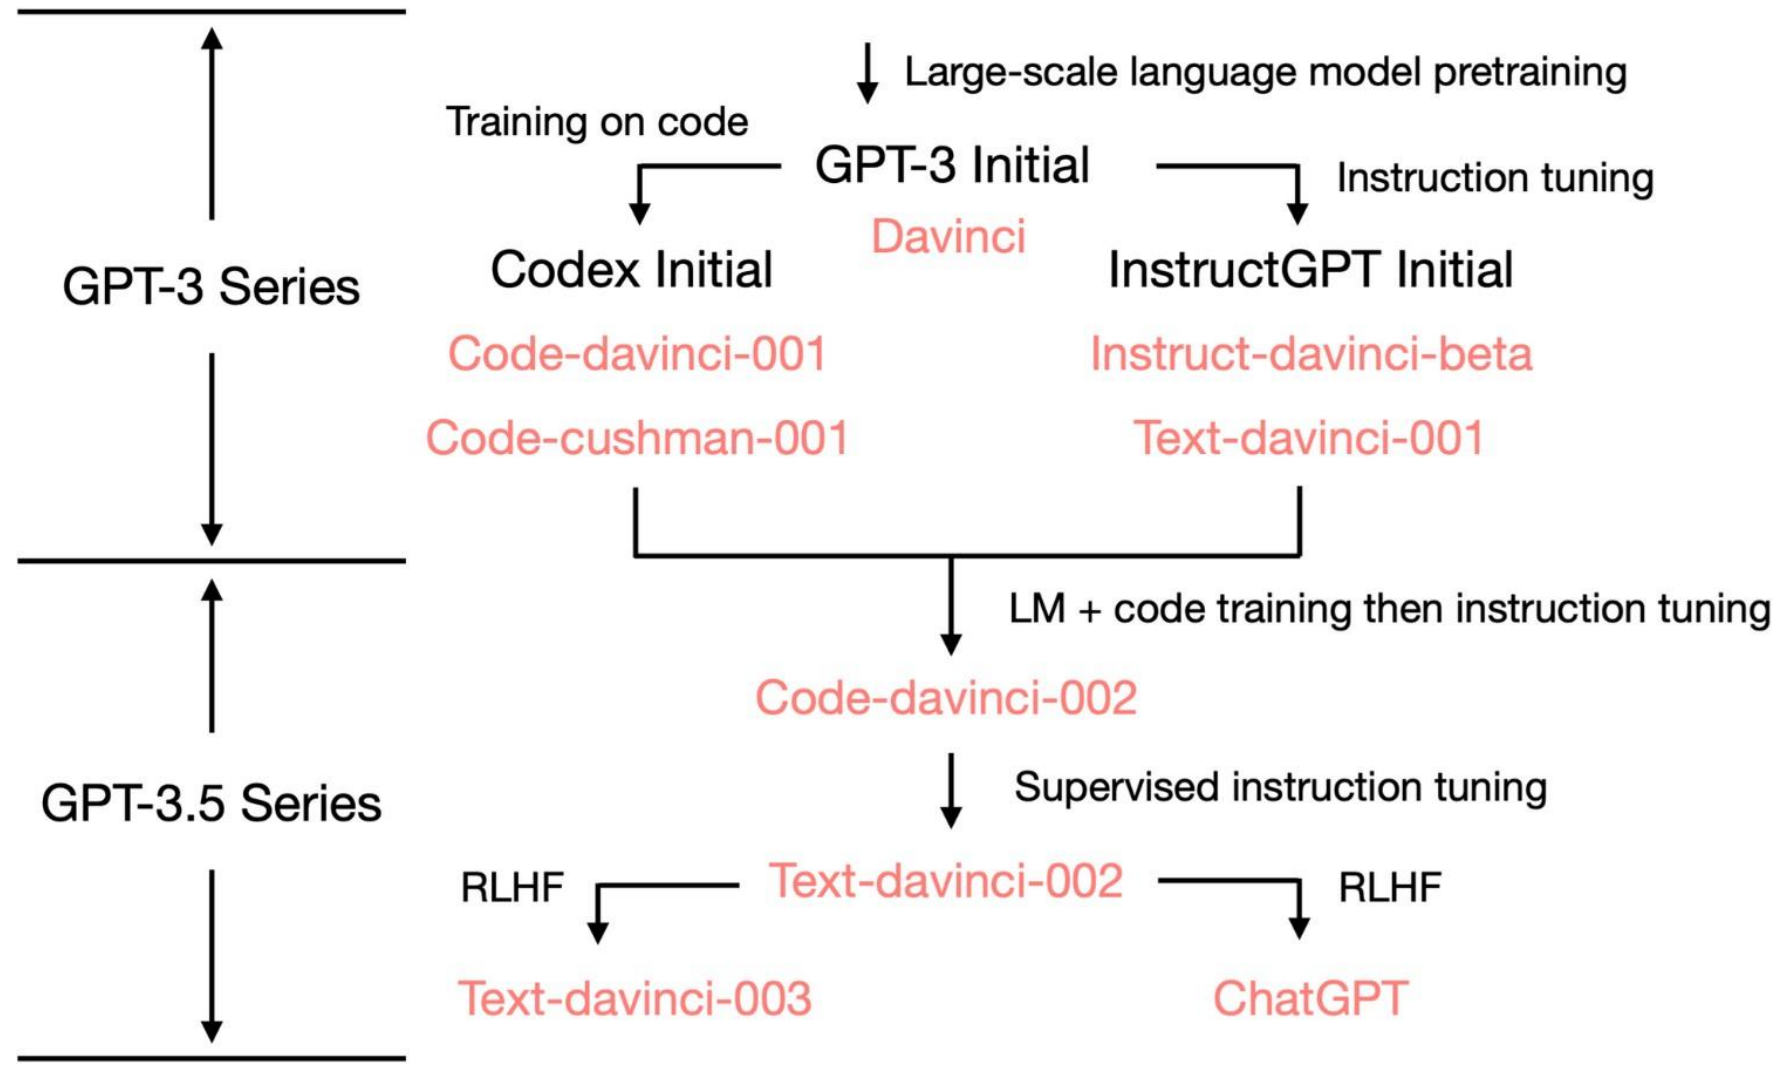 Large-scale language model pretraining
Training on code
GPT-3 Initial
Instruction tuning
Davinci
Codex Initial
InstructGPT Initial
GPT-3 Series
Code-davinci-001
Instruct-davinci-beta
Code-cushman-001
Text-davinci-001
LM + code training then instruction tuning
Code-davinci-002
Supervised instruction tuning
GPT-3.5 Series
RLHF
Text-davinci-002
RLHF
Text-davinci-003
ChatGPT